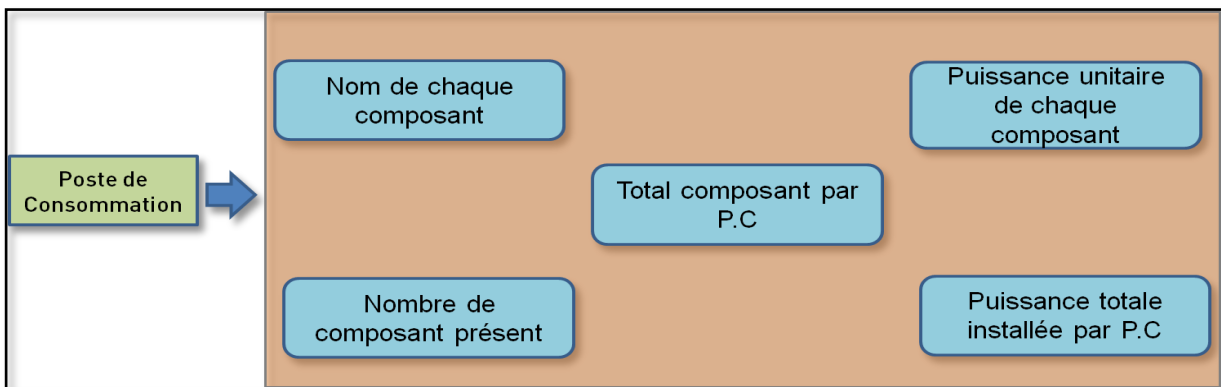 Poste de
Consommation
Nom de chaque
composant
Puissance unitaire
de chaque
composant
Total composant par
P.C
Nombre de
composant présent
Puissance totale
installée par P.C